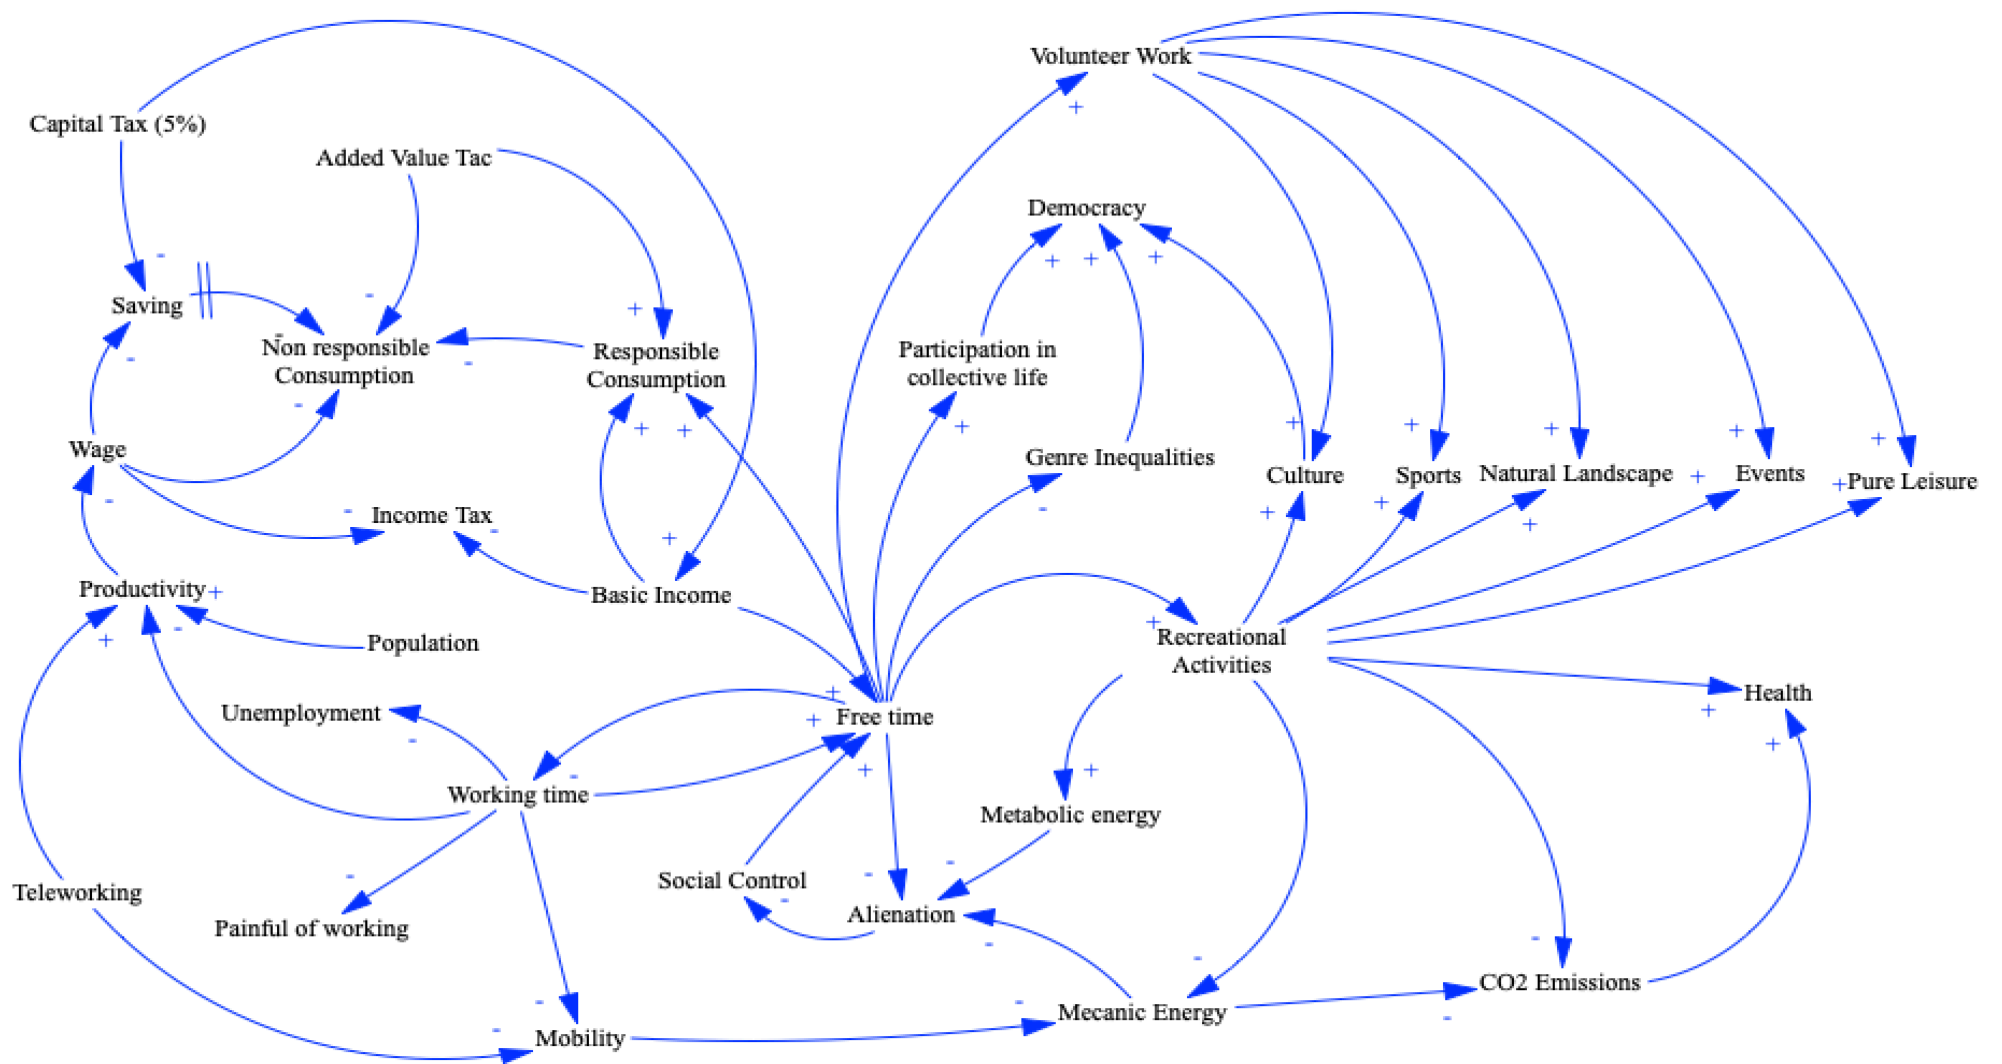 Volunteer Work
Capital Tax (5%)
Added Value Tac
Democracy
Saving
Non responsible
Consumption
Responsible
Consumption
Participation in
collective life
Wage
Genre Inequalities
Culture
Sports
Natural Landscape
Events
Pure Leisure
Income Tax
Productivity
Basic Income
Population
Recreational
Activities
Health
Unemployment
Free time
Working time
Metabolic energy
Social Control
Teleworking
Painful of working
Alienation
CO2 Emissions
Mecanic Energy
Mobility